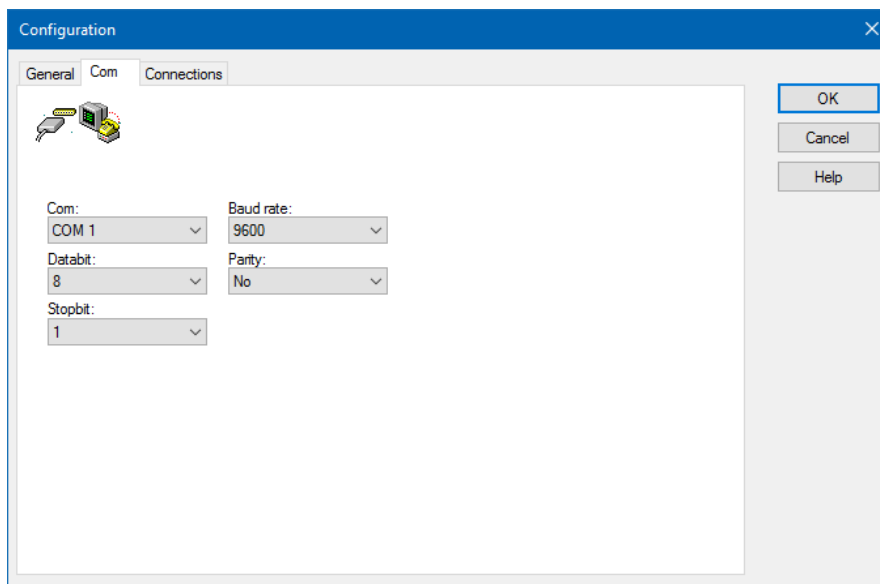 Configuration
General Com Connections
OK
Cancel
Help
Com: Baud rate:
COM 1 9600
Databit: Parity:
8 No
Stopbit:
1